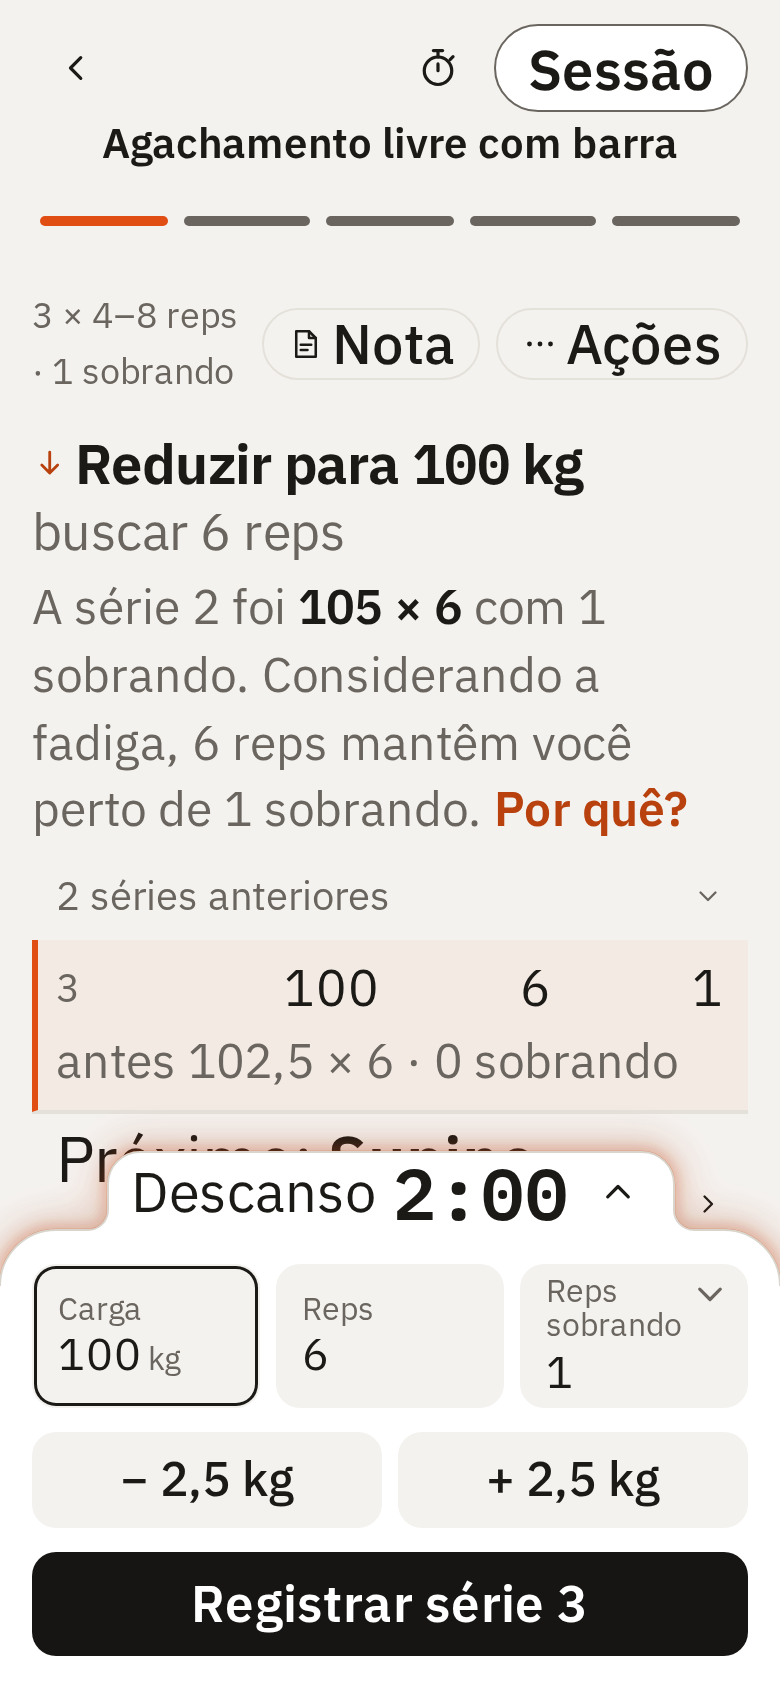 Sessão
Agachamento livre com barra
3 × 4–8 reps
· 1 sobrando
Nota
··· Ações
↓ Reduzir para 100 kg
buscar 6 reps
A série 2 foi 105 × 6 com 1
sobrando. Considerando a
fadiga, 6 reps mantêm você
perto de 1 sobrando. Por quê?
2 séries anteriores
3 100 6 1
antes 102,5 × 6 · 0 sobrando
Descanso 2:00
Carga
100 kg
Reps
6
Reps
sobrando
1
− 2,5 kg
+ 2,5 kg
Registrar série 3